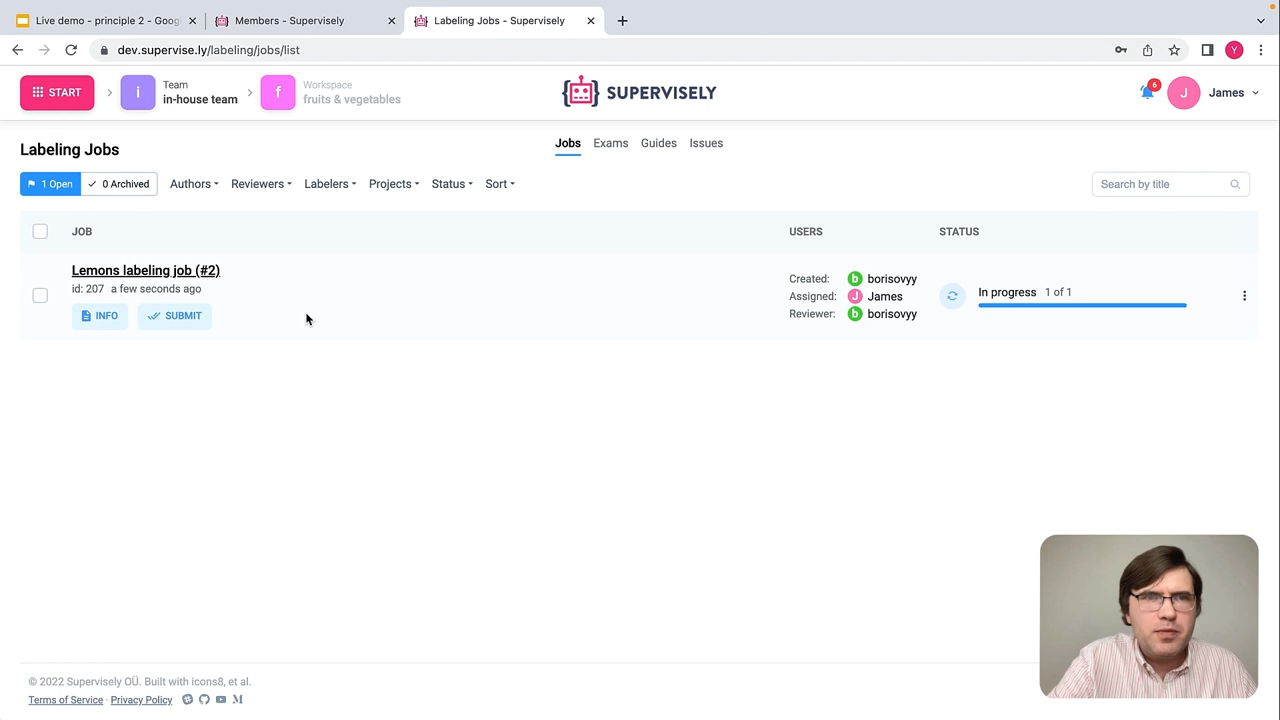 Live demo - principle 2 - Goog
Members - Supervisely
Labeling Jobs - Supervisely
dev.supervise.ly/labeling/jobs/list
Y
START
i
Team
in-house team
f
Workspace
fruits & vegetables
SUPERVISELY
6
J
James
Labeling Jobs
Jobs
Exams
Guides
Issues
1 Open
0 Archived
Authors
Reviewers
Labelers
Projects
Status
Sort
Search by title
JOB
USERS
STATUS
Lemons labeling job (#2)
id: 207 a few seconds ago
INFO
SUBMIT
Created: b borisovyy
Assigned: J James
Reviewer: b borisovyy
In progress 1 of 1
© 2022 Supervisely OÜ. Built with icons8, et al.
Terms of Service · Privacy Policy